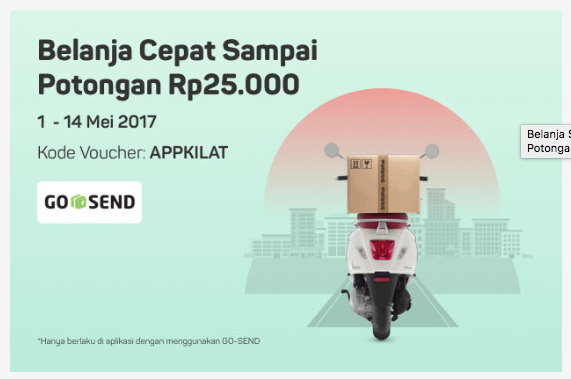 Belanja Cepat Sampai
Potongan Rp25.000
1 - 14 Mei 2017
Kode Voucher: APPKILAT
GO SEND
*Hanya berlaku di aplikasi dengan menggunakan GO-SEND
Belanja
Potonga